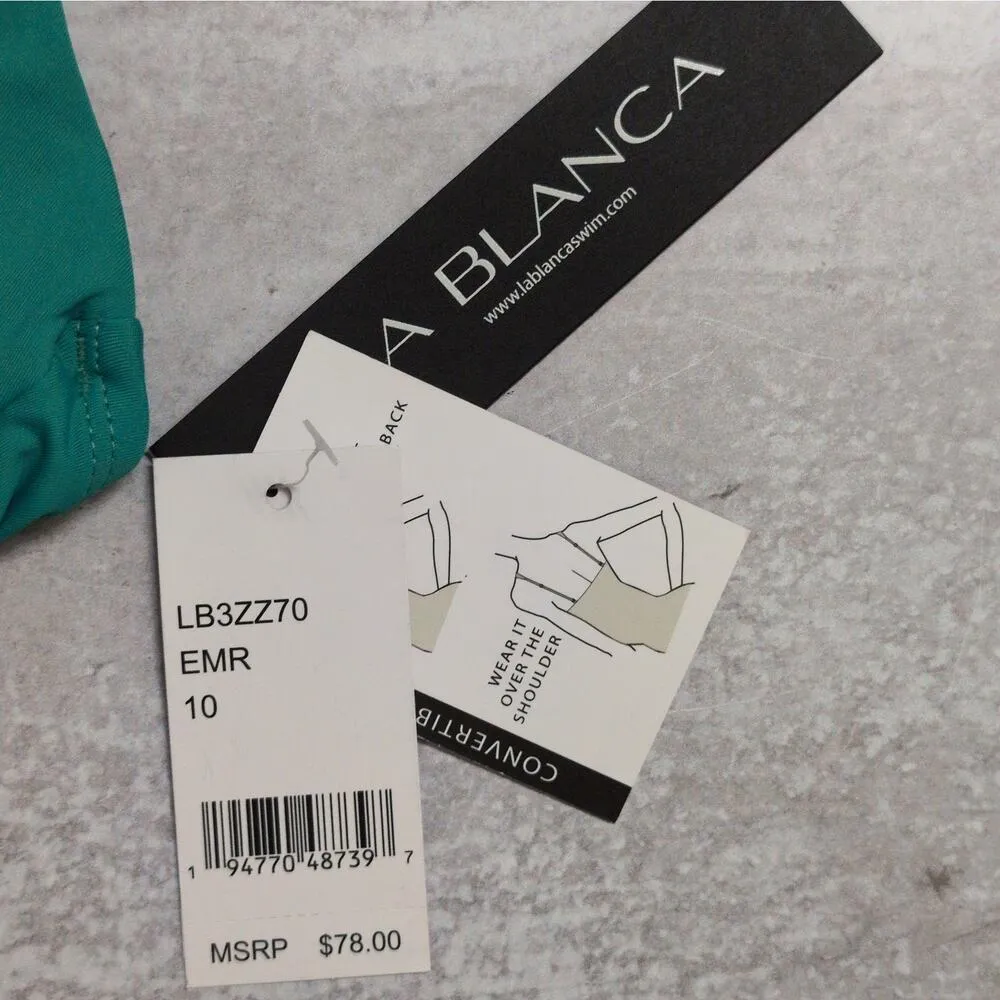 A BLANCA
www.lablancaswim.com
BACK
WEAR IT
OVER THE
SHOULDER
CONVERTIB
LB3ZZ70
EMR
10
1 94770 48739 7
MSRP $78.00